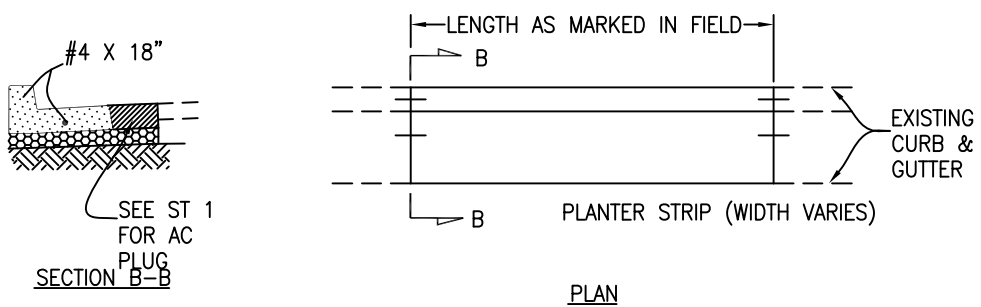 #4 X 18”
SEE ST 1
FOR AC
PLUG
SECTION B-B
LENGTH AS MARKED IN FIELD
B
EXISTING
CURB &
GUTTER
B
PLANTER STRIP (WIDTH VARIES)
PLAN